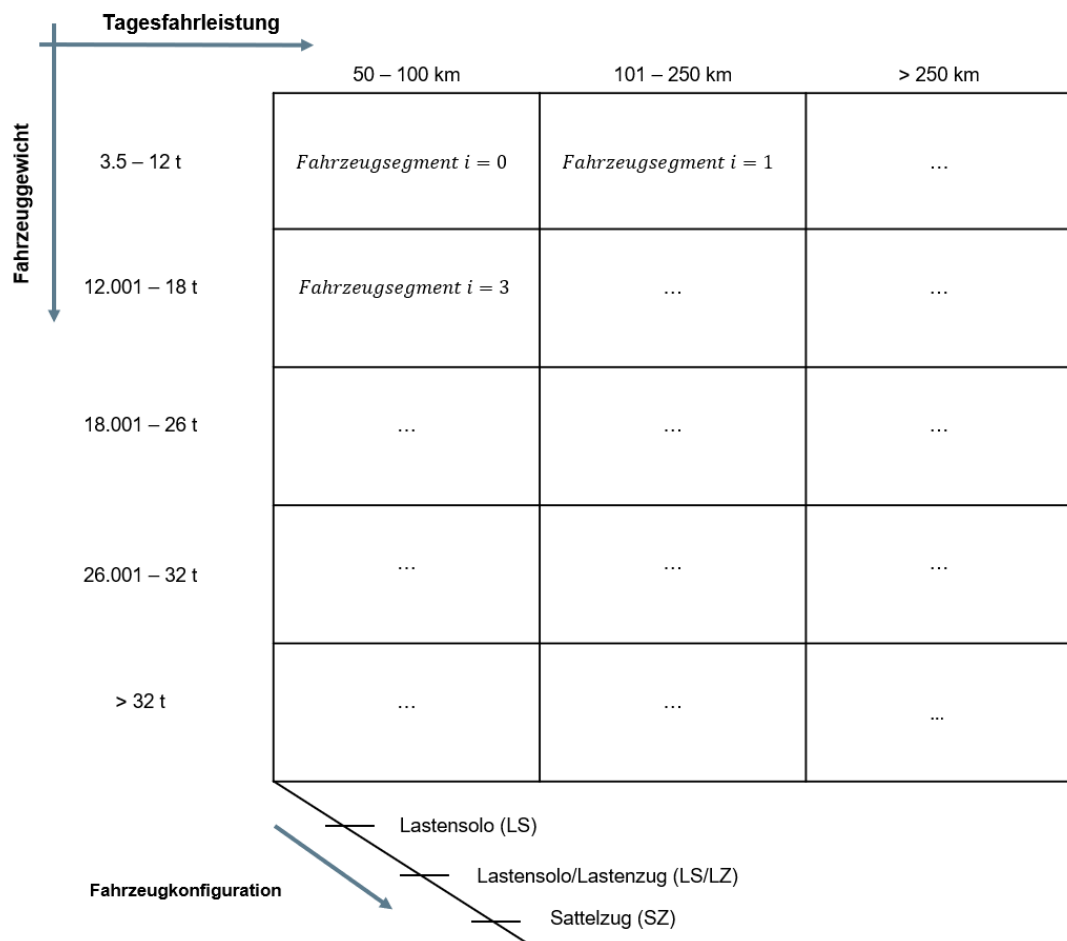 Tagesfahrleistung
50 – 100 km 101 – 250 km > 250 km
Fahrzeuggewicht
3.5 – 12 t Fahrzeugsegment i = 0 Fahrzeugsegment i = 1 …
12.001 – 18 t Fahrzeugsegment i = 3 … …
18.001 – 26 t … … …
26.001 – 32 t … … …
> 32 t … … ...
Lastensolo (LS)
Lastensolo/Lastenzug (LS/LZ)
Fahrzeugkonfiguration
Sattelzug (SZ)